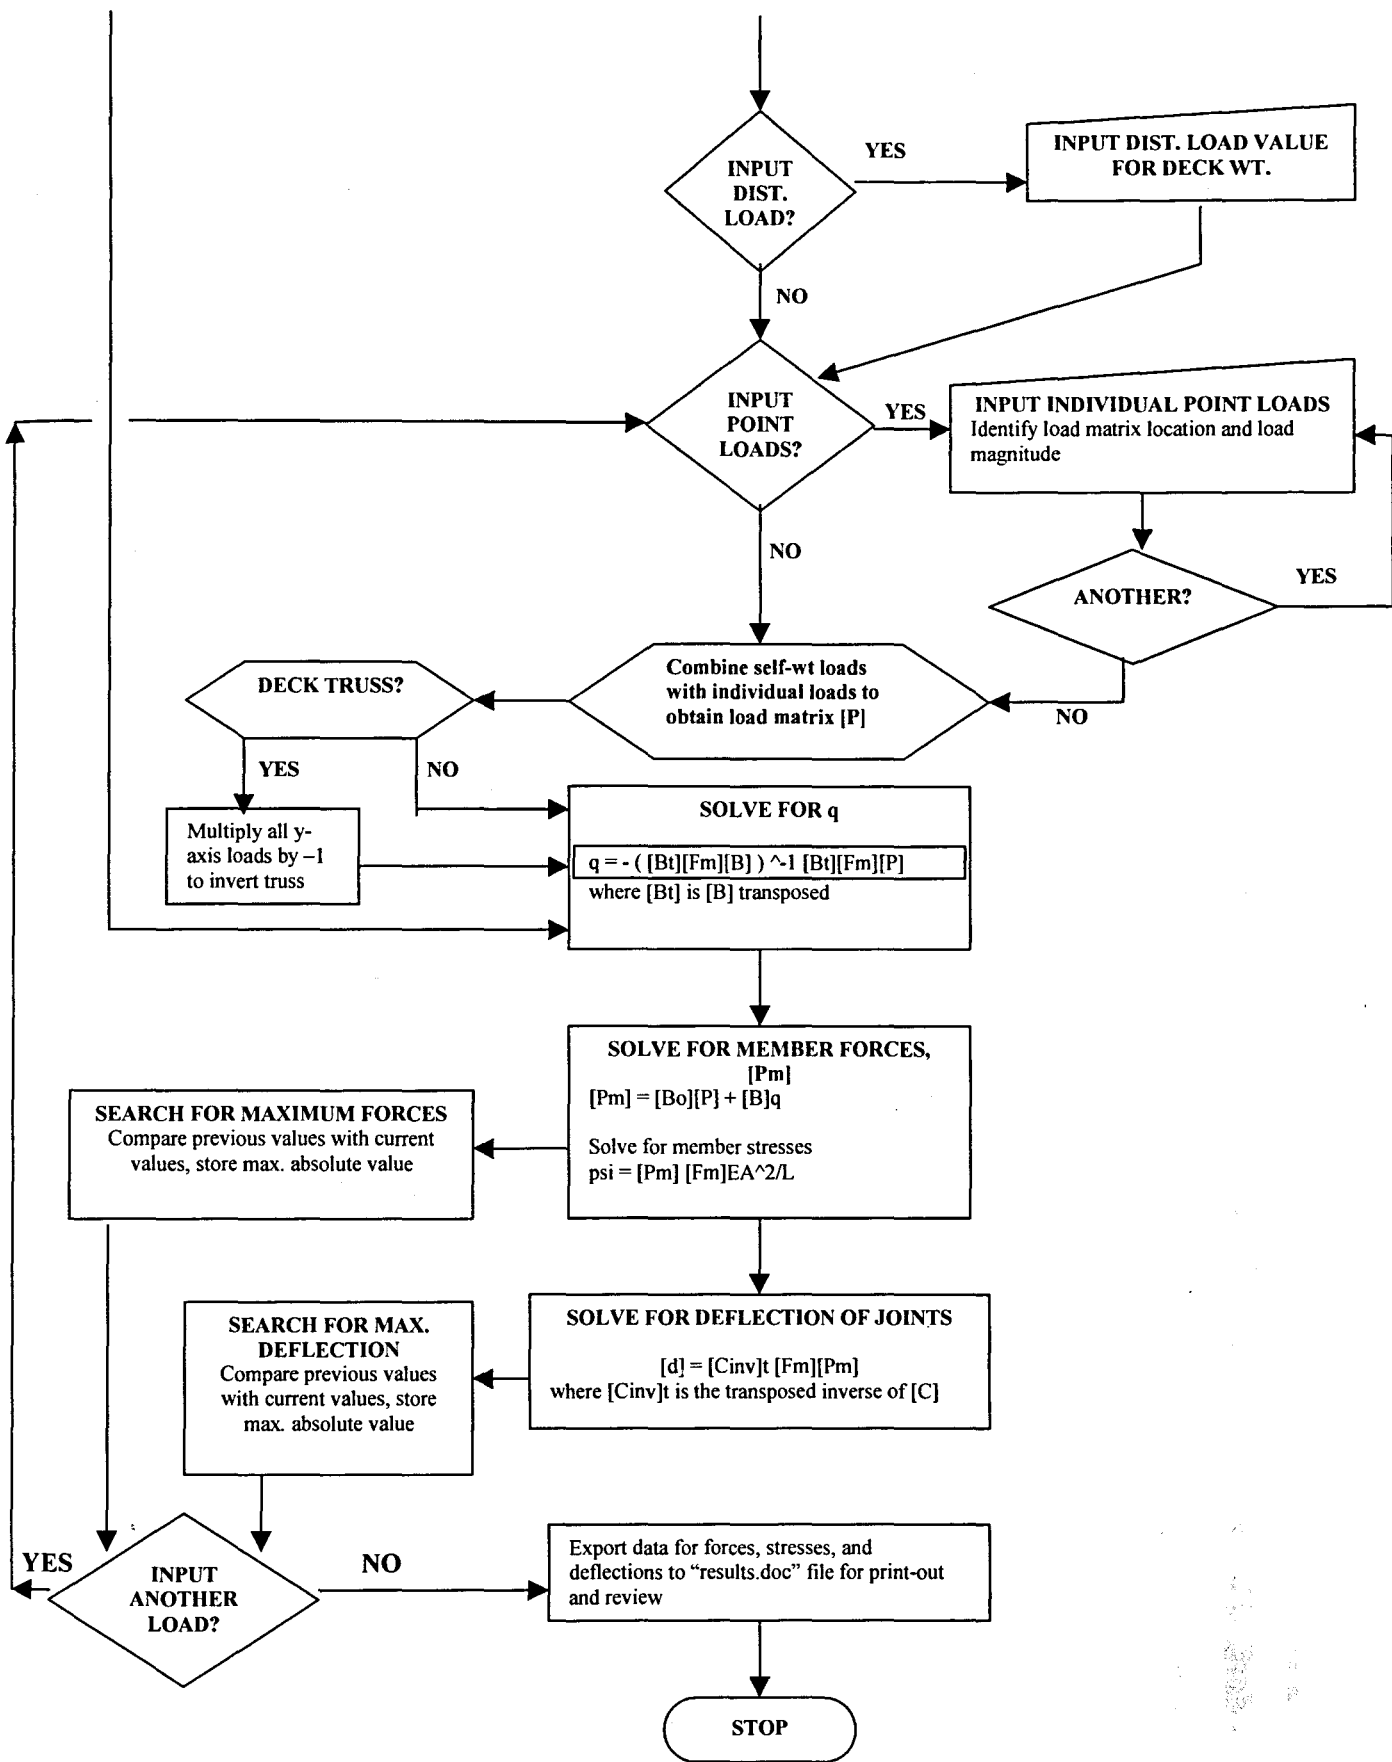 INPUT
DIST.
LOAD?
YES
INPUT DIST. LOAD VALUE
FOR DECK WT.
NO
INPUT
POINT
LOADS?
YES
INPUT INDIVIDUAL POINT LOADS
Identify load matrix location and load
magnitude
NO
ANOTHER?
YES
NO
Combine self-wt loads
with individual loads to
obtain load matrix [P]
DECK TRUSS?
YES
NO
Multiply all y-
axis loads by –1
to invert truss
SOLVE FOR q
q = - ( [Bt][Fm][B] ) ^-1 [Bt][Fm][P]
where [Bt] is [B] transposed
SOLVE FOR MEMBER FORCES,
[Pm]
[Pm] = [Bo][P] + [B]q
Solve for member stresses
psi = [Pm] [Fm]EA^2/L
SEARCH FOR MAXIMUM FORCES
Compare previous values with current
values, store max. absolute value
SOLVE FOR DEFLECTION OF JOINTS
[d] = [Cinv]t [Fm][Pm]
where [Cinv]t is the transposed inverse of [C]
SEARCH FOR MAX.
DEFLECTION
Compare previous values
with current values, store
max. absolute value
INPUT
ANOTHER
LOAD?
YES
NO
Export data for forces, stresses, and
deflections to “results.doc” file for print-out
and review
STOP